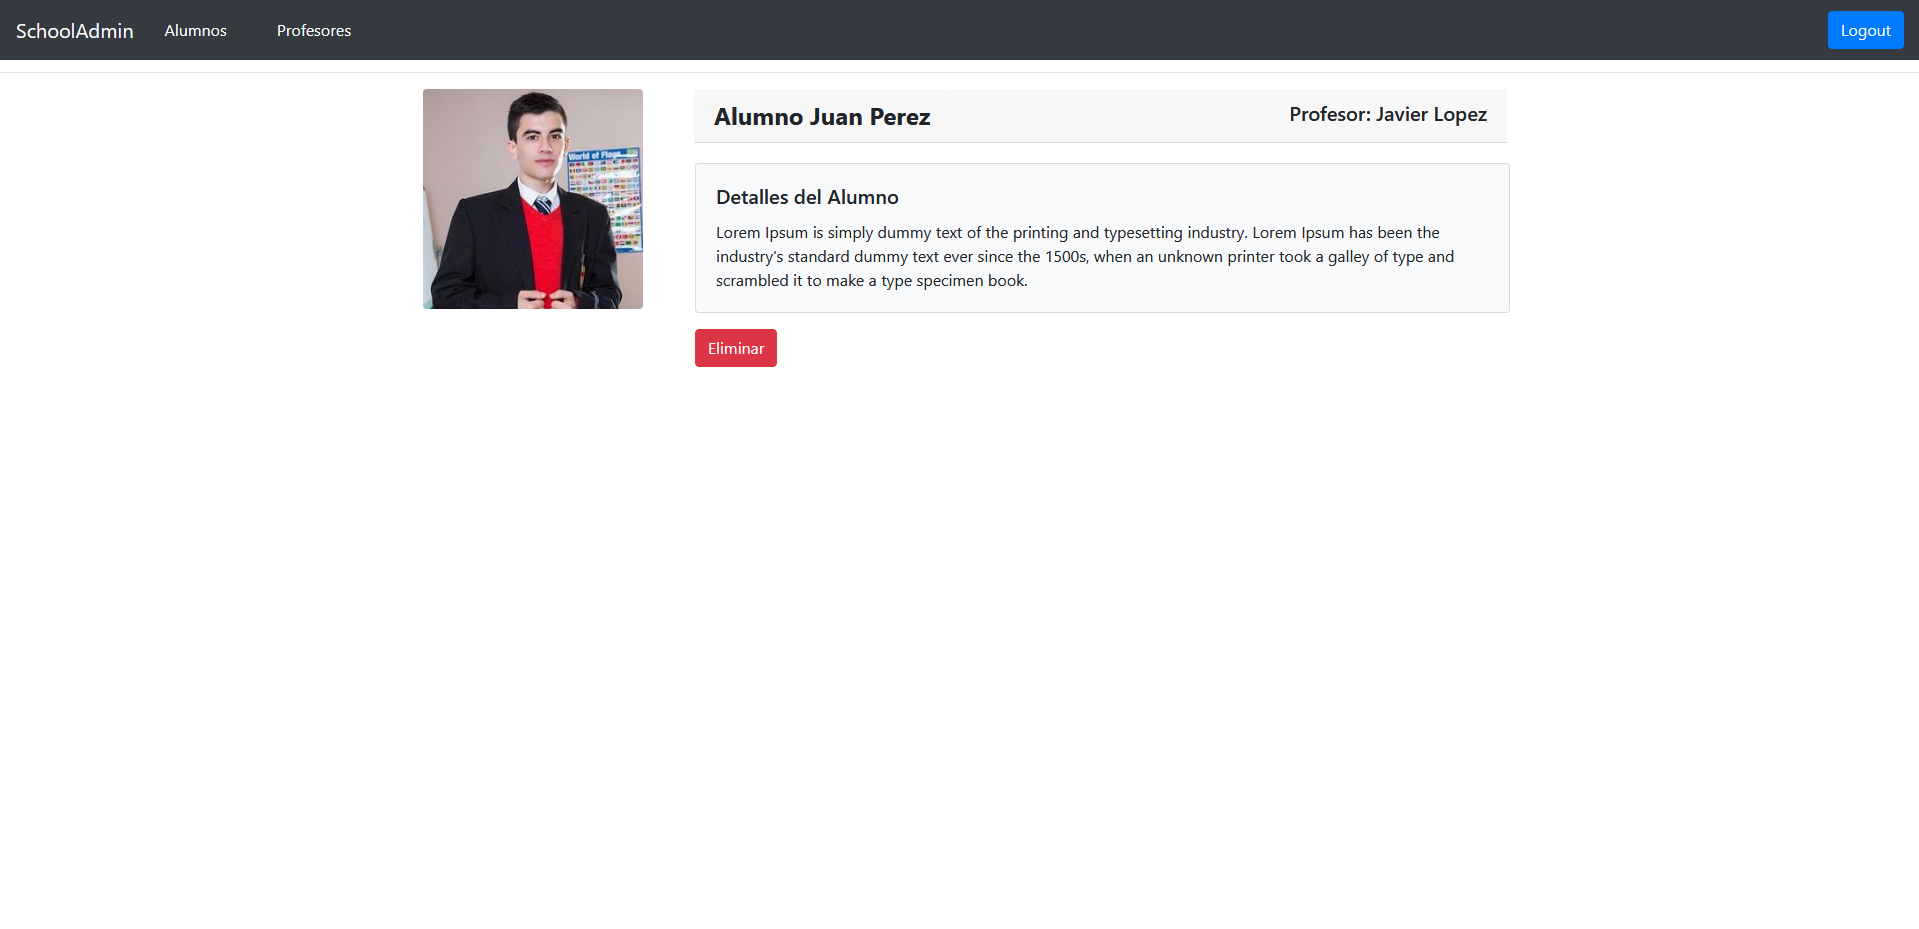 SchoolAdmin Alumnos Profesores Logout
World of Flags
Alumno Juan Perez Profesor: Javier Lopez
Detalles del Alumno
Lorem Ipsum is simply dummy text of the printing and typesetting industry. Lorem Ipsum has been the
industry's standard dummy text ever since the 1500s, when an unknown printer took a galley of type and
scrambled it to make a type specimen book.
Eliminar